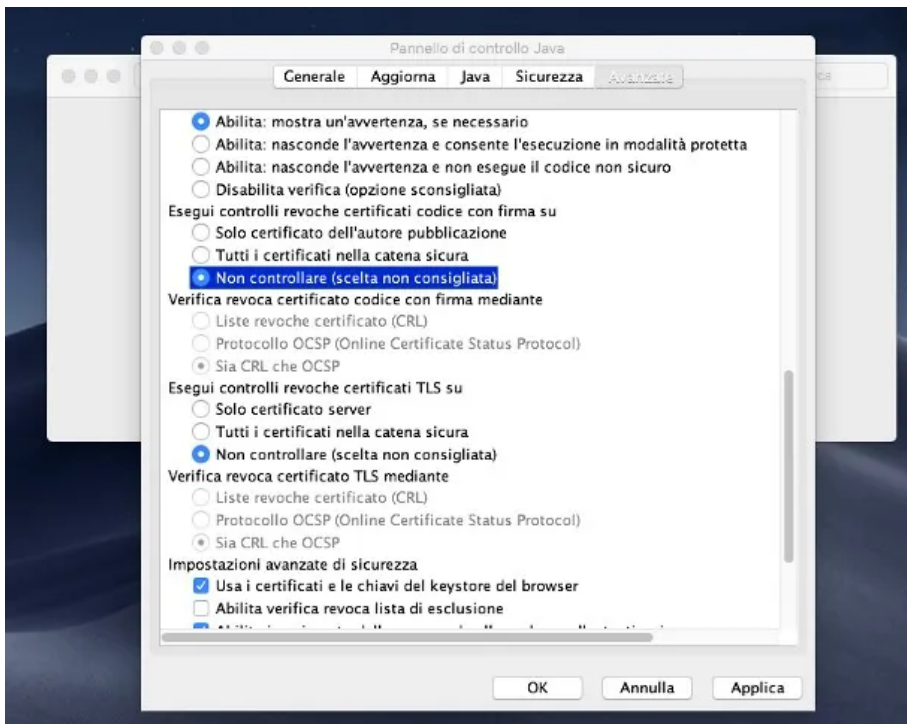 Pannello di controllo Java
Generale Aggiorna Java Sicurezza Avanzate
Abilita: mostra un'avvertenza, se necessario
Abilita: nasconde l'avvertenza e consente l'esecuzione in modalità protetta
Abilita: nasconde l'avvertenza e non esegue il codice non sicuro
Disabilita verifica (opzione sconsigliata)
Esegui controlli revoche certificati codice con firma su
Solo certificato dell'autore pubblicazione
Tutti i certificati nella catena sicura
Non controllare (scelta non consigliata)
Verifica revoca certificato codice con firma mediante
Liste revoche certificato (CRL)
Protocollo OCSP (Online Certificate Status Protocol)
Sia CRL che OCSP
Esegui controlli revoche certificati TLS su
Solo certificato server
Tutti i certificati nella catena sicura
Non controllare (scelta non consigliata)
Verifica revoca certificato TLS mediante
Liste revoche certificato (CRL)
Protocollo OCSP (Online Certificate Status Protocol)
Sia CRL che OCSP
Impostazioni avanzate di sicurezza
Usa i certificati e le chiavi del keystore del browser
Abilita verifica revoca lista di esclusione
OK Annulla Applica